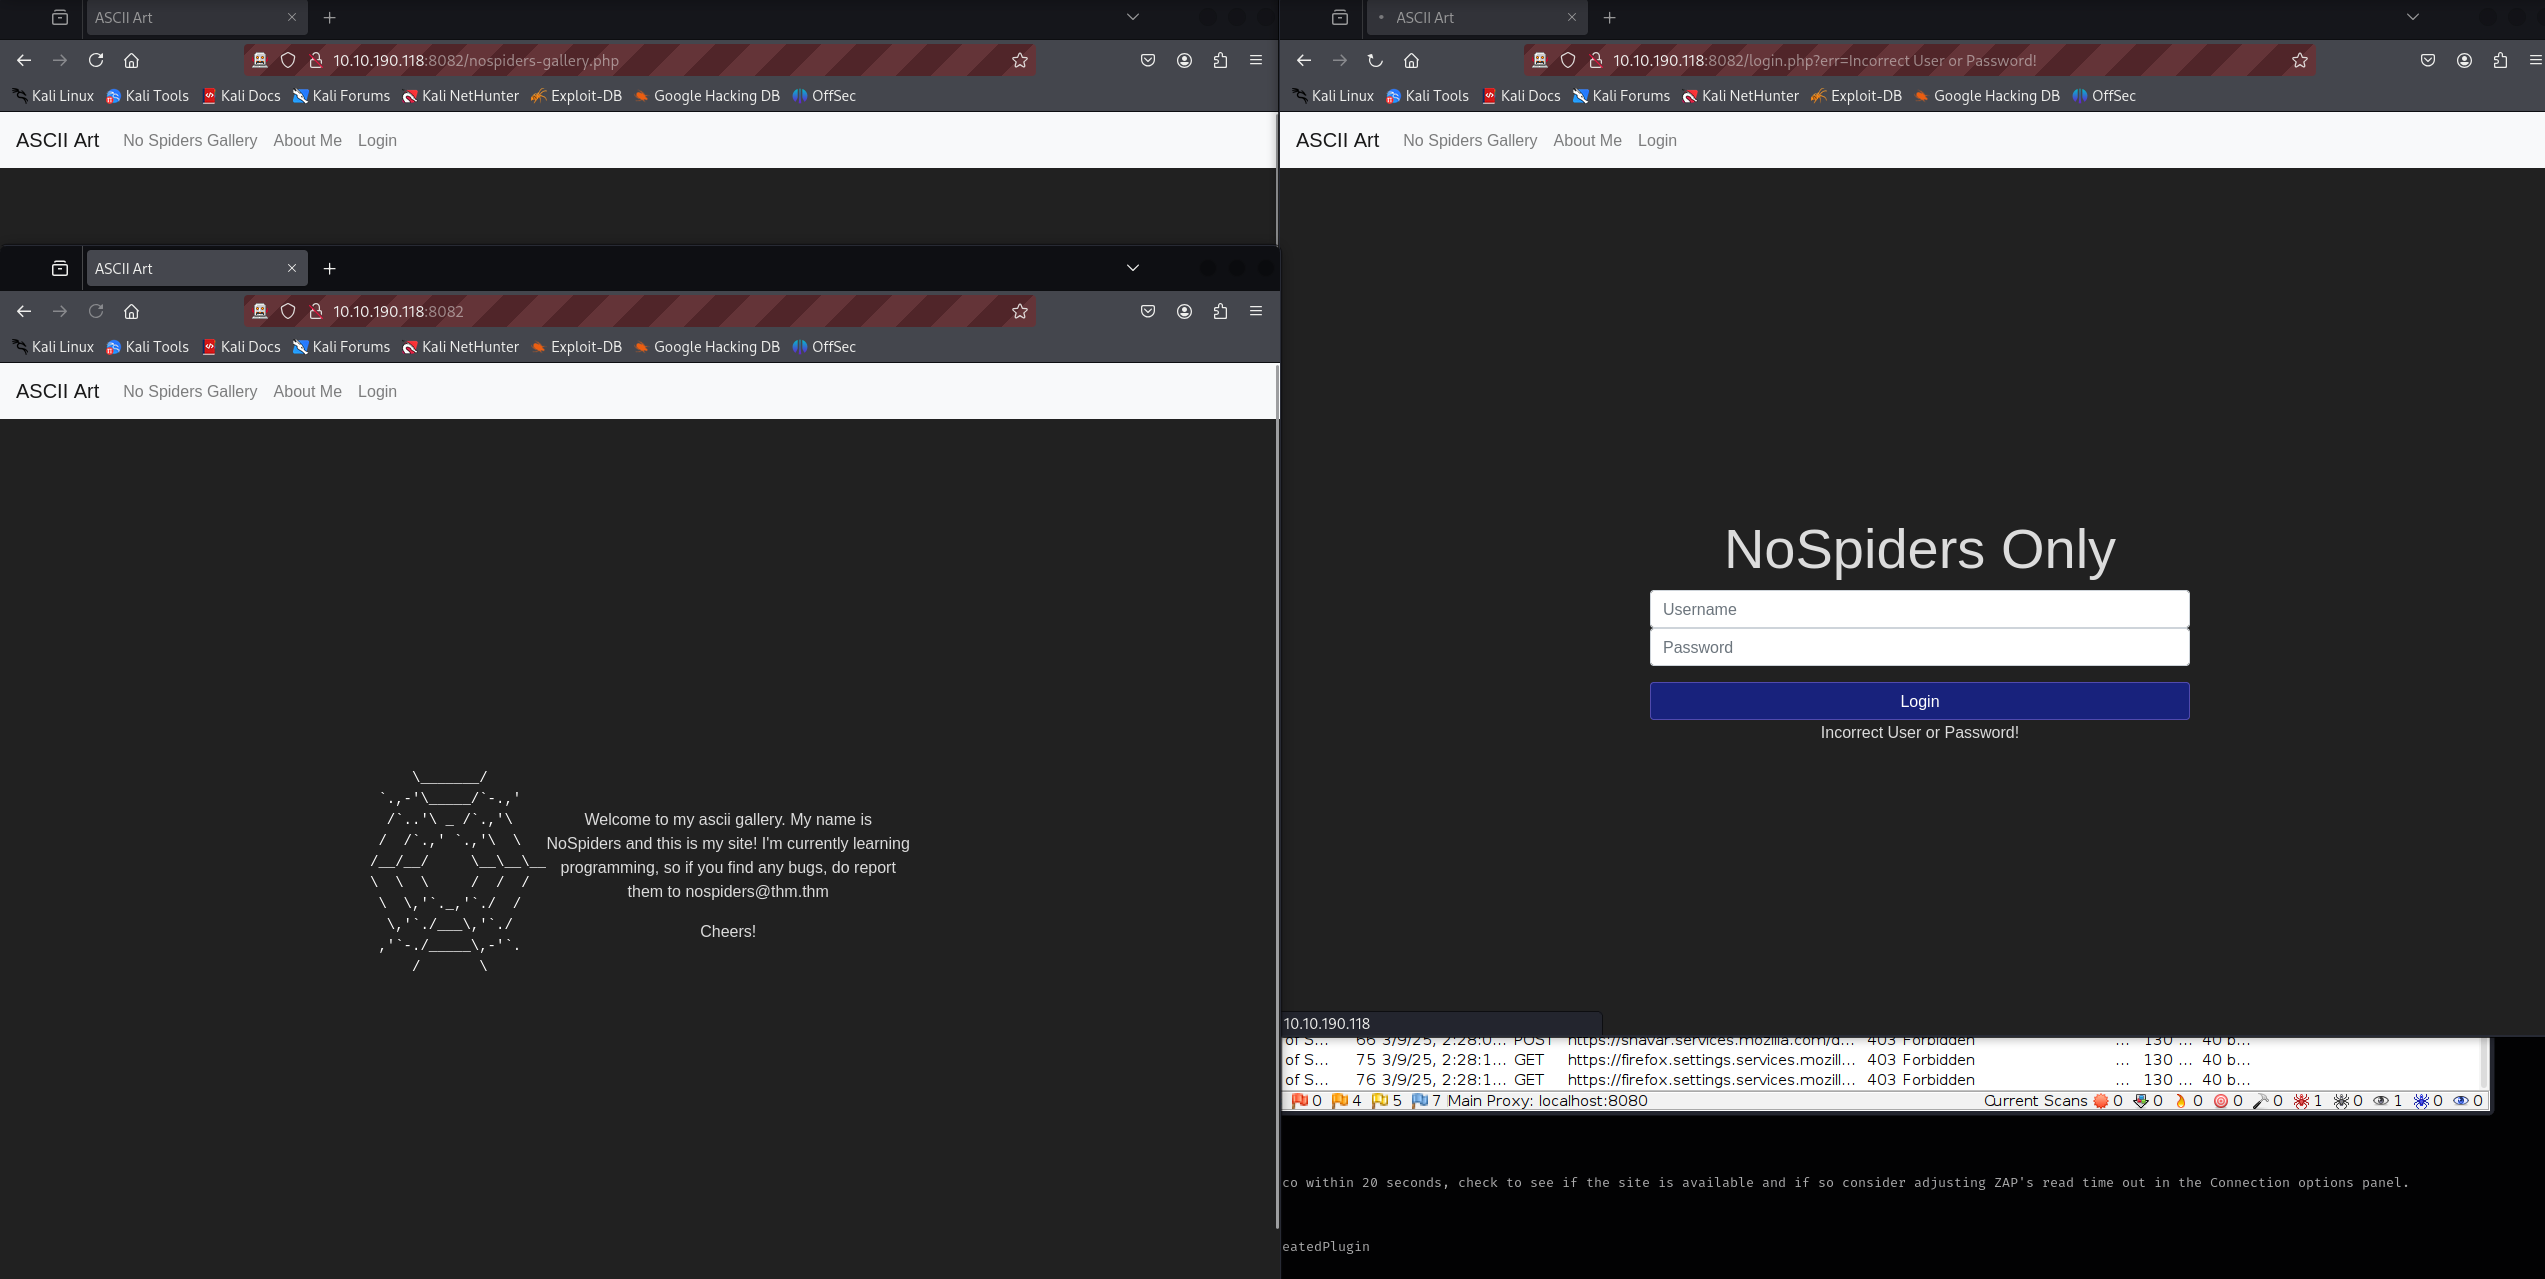 ASCII Art
10.10.190.118:8082/nospiders-gallery.php
Kali Linux Kali Tools Kali Docs Kali Forums Kali NetHunter Exploit-DB Google Hacking DB OffSec
ASCII Art No Spiders Gallery About Me Login
ASCII Art
10.10.190.118:8082
Kali Linux Kali Tools Kali Docs Kali Forums Kali NetHunter Exploit-DB Google Hacking DB OffSec
ASCII Art No Spiders Gallery About Me Login
Welcome to my ascii gallery. My name is
NoSpiders and this is my site! I'm currently learning
programming, so if you find any bugs, do report
them to nospiders@thm.thm
Cheers!
ASCII Art
10.10.190.118:8082/login.php?err=Incorrect User or Password!
Kali Linux Kali Tools Kali Docs Kali Forums Kali NetHunter Exploit-DB Google Hacking DB OffSec
ASCII Art No Spiders Gallery About Me Login
NoSpiders Only
Username
Password
Login
Incorrect User or Password!
10.10.190.118
of S... 66 3/9/25, 2:28:0... POST https://shavar.services.mozilla.com/d... 403 Forbidden ... 130 ... 40 b...
of S... 75 3/9/25, 2:28:1... GET https://firefox.settings.services.mozill... 403 Forbidden ... 130 ... 40 b...
of S... 76 3/9/25, 2:28:1... GET https://firefox.settings.services.mozill... 403 Forbidden ... 130 ... 40 b...
0 4 5 7 Main Proxy: localhost:8080 Current Scans 0 0 0 0 0 1 0 1 0 0
co within 20 seconds, check to see if the site is available and if so consider adjusting ZAP's read time out in the Connection options panel.
eatedPlugin